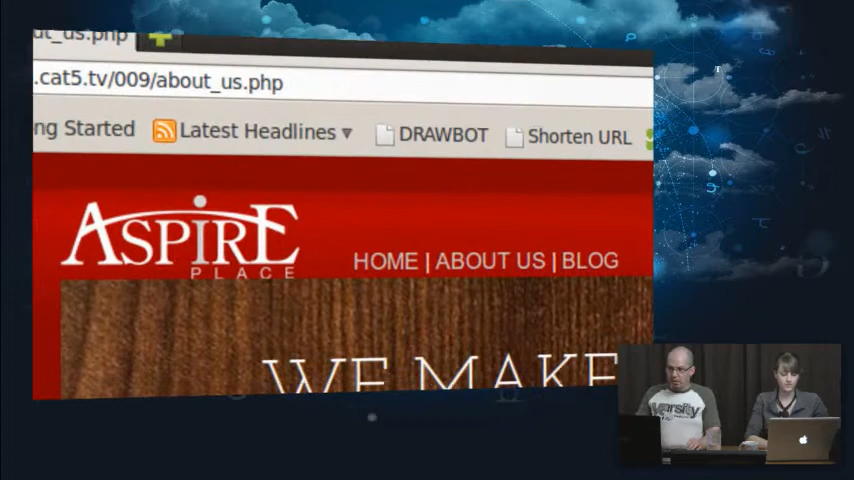 ut_us.php
.cat5.tv/009/about_us.php
ng Started Latest Headlines DRAWBOT Shorten URL
ASPIRE
PLACE
HOME | ABOUT US | BLOG
WE MAKE
Varsity